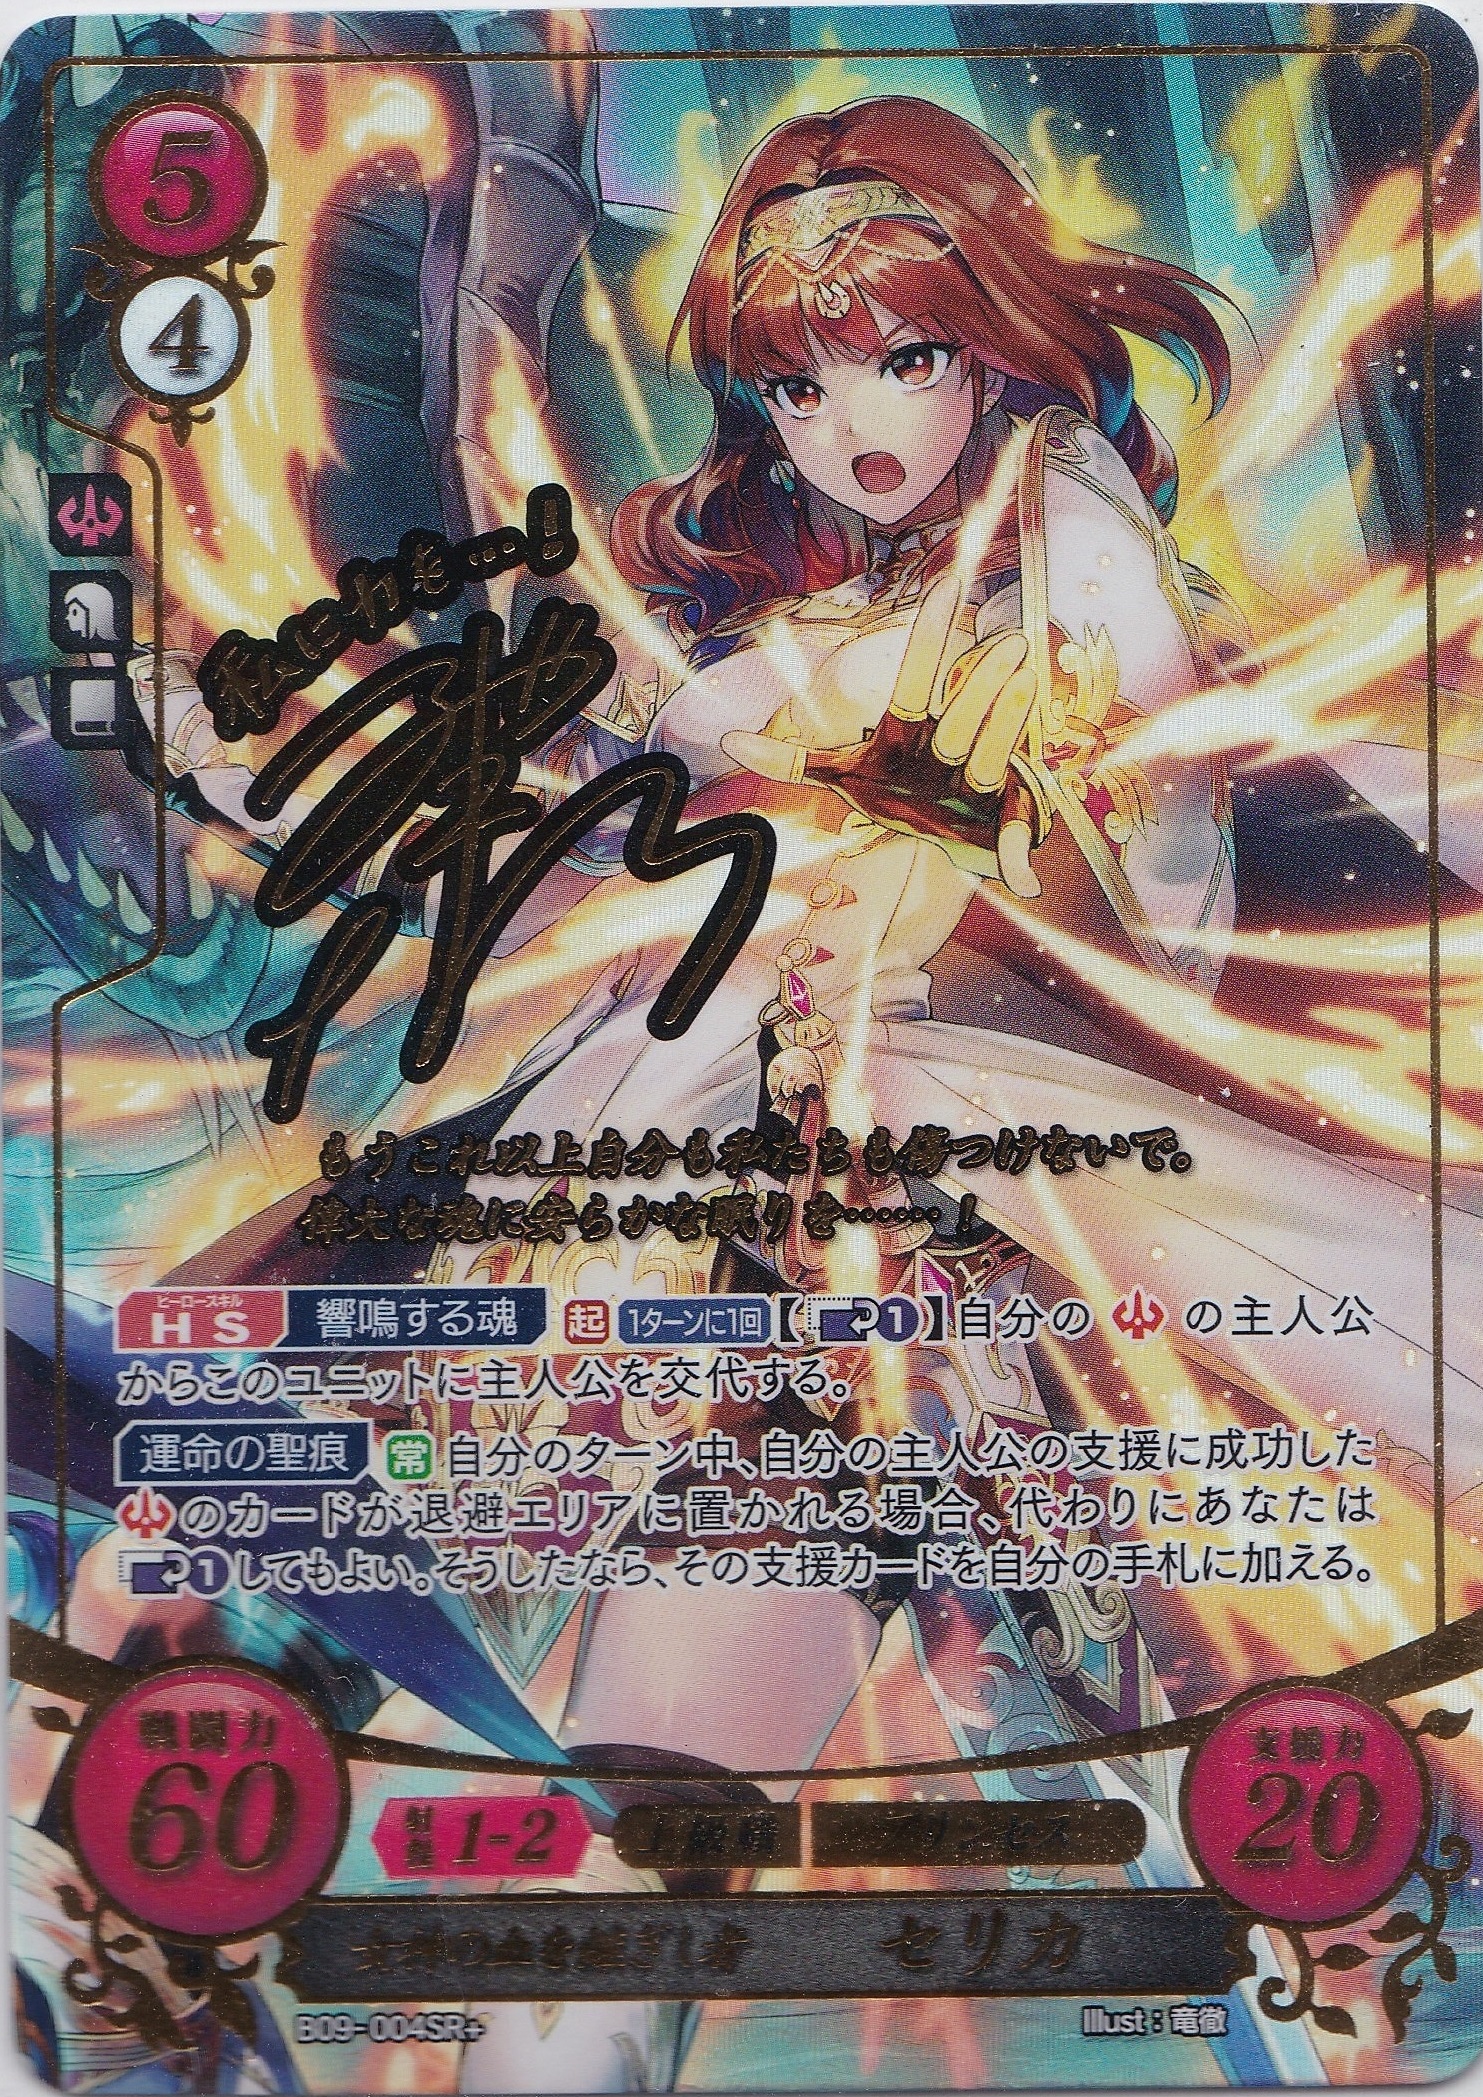 5
4
私に力を…!
もうこれ以上自分も私たちも傷つけないで。
偉大な魂に安らかな眠りを……!
ヒーロースキル
HS 響鳴する魂 起 1ターンに1回【1】自分の の主人公
からこのユニットに主人公を交代する。
運命の聖痕 常 自分のターン中、自分の主人公の支援に成功した
のカードが退避エリアに置かれる場合、代わりにあなたは
1してもよい。そうしたなら、その支援カードを自分の手札に加える。
戦闘力
60
射程 1-2 上級職 プリンセス
支援力
20
の血を継ぎし者 セリカ
B09-004SR+ Illust：竜徹